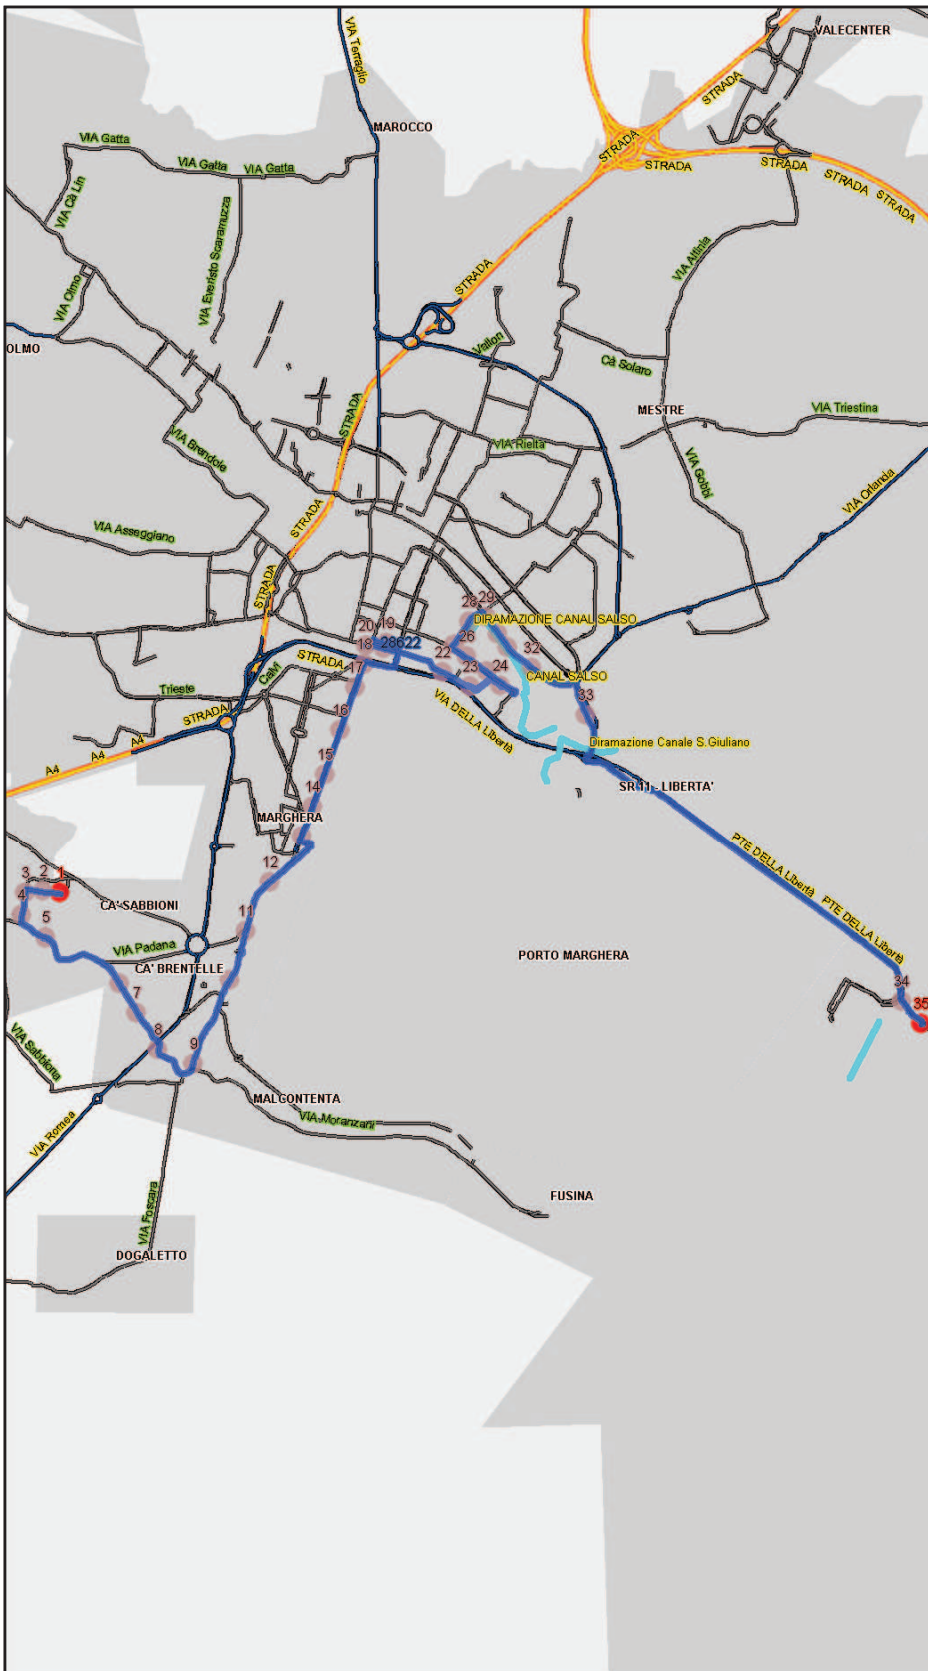 VALECENTER
VIA Terraglio
STRADA
MAROCCO
VIA Gatta
VIA Gatta
VIA Gatta
STRADA
STRADA
STRADA
STRADA
STRADA
STRADA
VIA Cà Lin
VIA Everisto Scaramuzza
VIA Altinia
VIA Olmo
STRADA
OLMO
Vallon
Cà Solaro
MESTRE
VIA Triestina
STRADA
VIA Brendole
VIA Rielta
VIA Gobbi
VIA Orlanda
VIA Asseggiano
STRADA
STRADA
28
29
DIRAMAZIONE CANAL SALSO
20
19
18
28622
26
32
22
23
24
CANAL SALSO
17
STRADA
Calvi
Trieste
STRADA
16
33
VIA DELLA Libertà
Diramazione Canale S.Giuliano
A4
A4
A4
15
14
SR 11 - LIBERTA'
MARGHERA
PTE DELLA Libertà
PTE DELLA Libertà
12
3
2
1
4
CA' SABBIONI
5
11
VIA Padana
CA' BRENTELLE
PORTO MARGHERA
34
35
7
8
9
VIA Sabbiona
MALCONTENTA
VIA Moranzani
VIA Romea
FUSINA
VIA Foscara
DOGALETTO